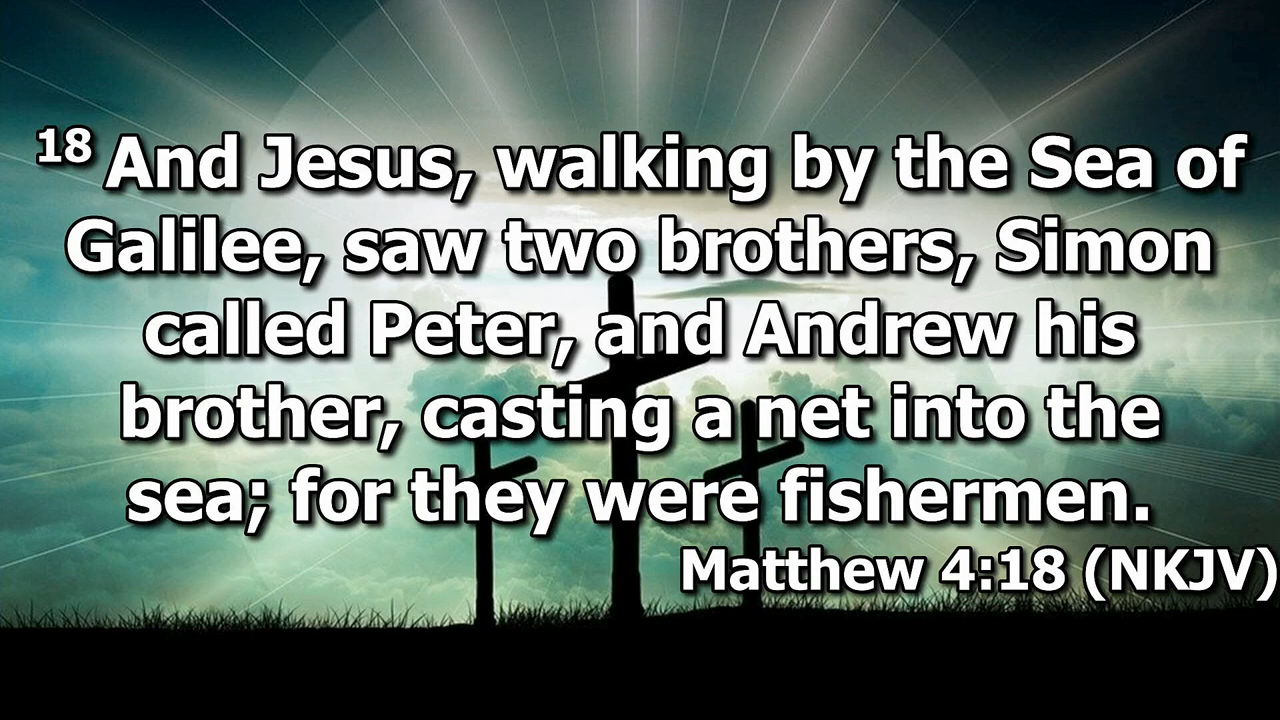 18 And Jesus, walking by the Sea of
Galilee, saw two brothers, Simon
called Peter, and Andrew his
brother, casting a net into the
sea; for they were fishermen.
Matthew 4:18 (NKJV)